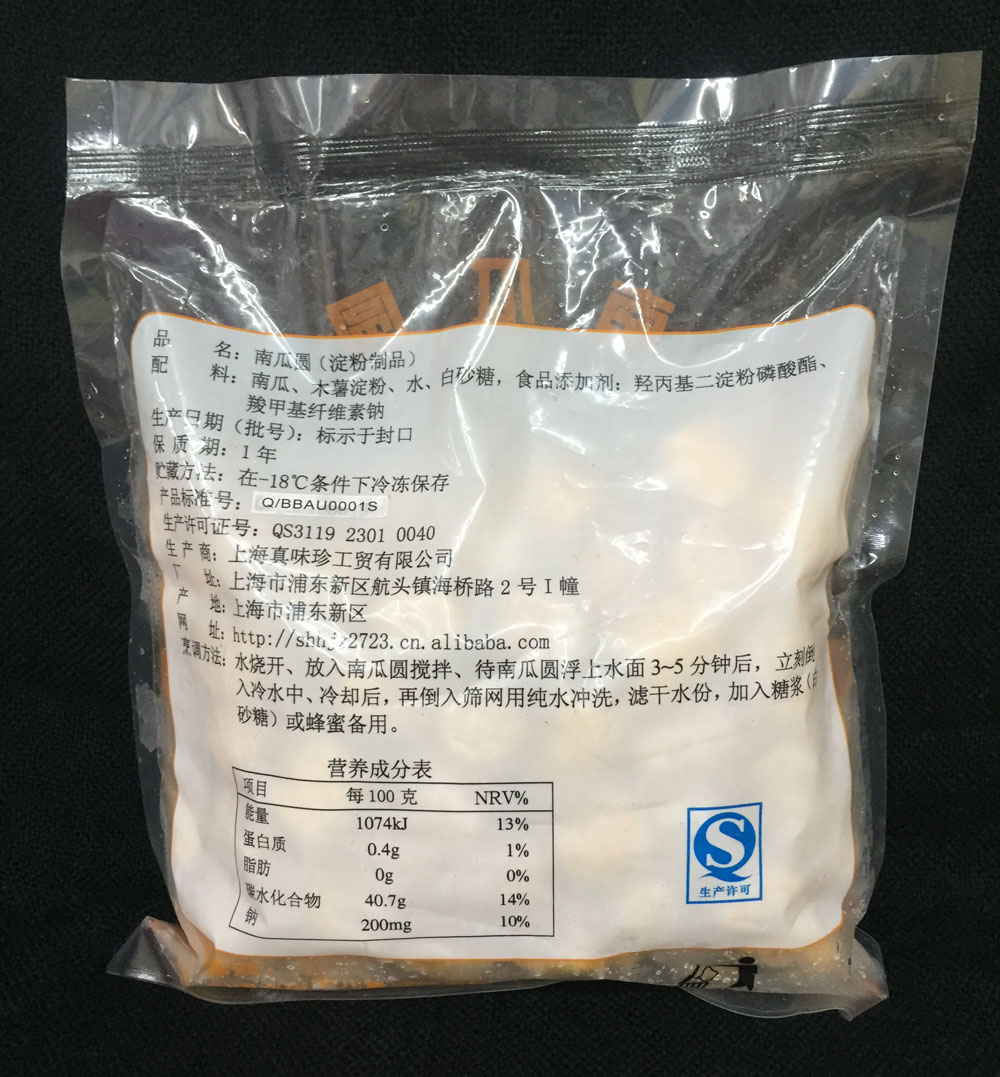 圆 瓜 南
品 名：南瓜圆（淀粉制品）
配 料：南瓜、木薯淀粉、水、白砂糖，食品添加剂：羟丙基二淀粉磷酸酯、
羧甲基纤维素钠
生产日期（批号）：标示于封口
保 质 期：1年
贮藏方法：在-18℃条件下冷冻保存
产品标准号：Q/BBAU0001S
生产许可证号：QS3119 2301 0040
生 产 商：上海真味珍工贸有限公司
厂 址：上海市浦东新区航头镇海桥路2号I幢
产 地：上海市浦东新区
网 址：http://shhjy2723.cn.alibaba.com
烹调方法：水烧开、放入南瓜圆搅拌、待南瓜圆浮上水面3~5分钟后，立刻倒
入冷水中、冷却后，再倒入筛网用纯水冲洗，滤干水份，加入糖浆（白
砂糖）或蜂蜜备用。
营养成分表
项目 每100克 NRV%
能量 1074kJ 13%
蛋白质 0.4g 1%
脂肪 0g 0%
碳水化合物 40.7g 14%
钠 200mg 10%
生产许可